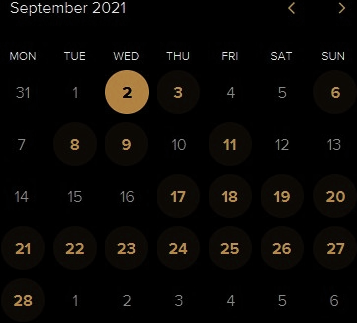 September 2021 < >
MON TUE WED THU FRI SAT SUN
31 1 2 3 4 5 6
7 8 9 10 11 12 13
14 15 16 17 18 19 20
21 22 23 24 25 26 27
28 1 2 3 4 5 6